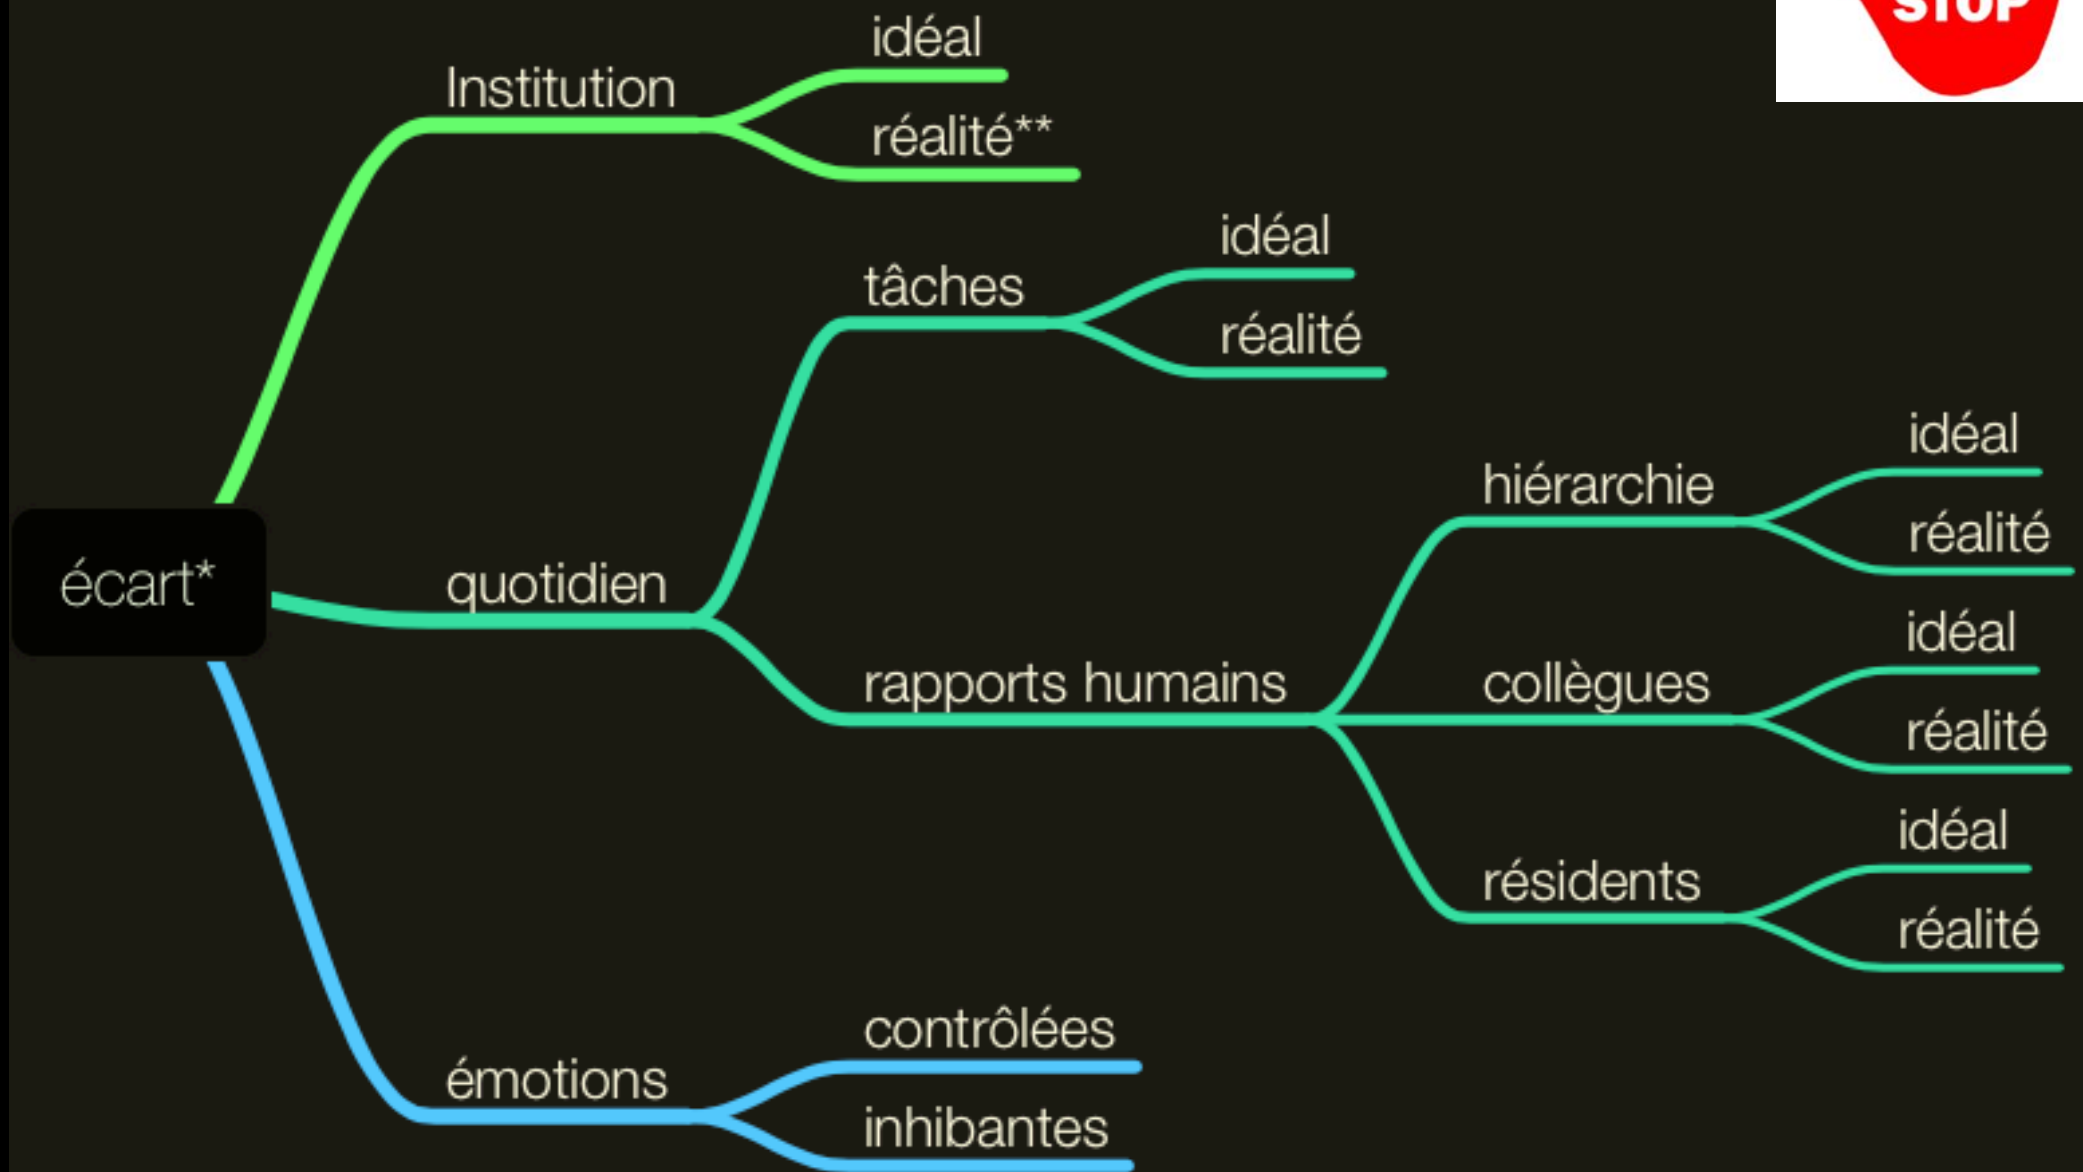 STOP
idéal
Institution
réalité**
idéal
tâches
réalité
idéal
hiérarchie
réalité
écart*
quotidien
idéal
rapports humains
collègues
réalité
idéal
résidents
réalité
contrôlées
émotions
inhibantes